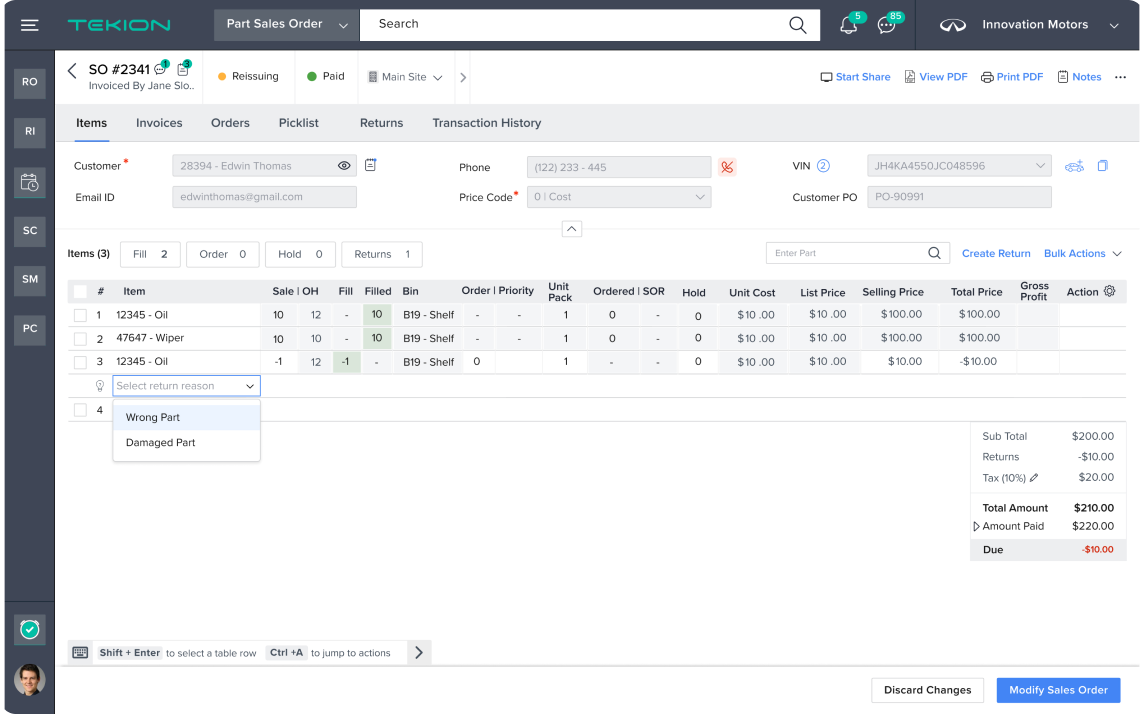 TEKION Part Sales Order Search 5 85 Innovation Motors
RO
RI
SC
SM
PC
SO #2341 1 3 Reissuing Paid Main Site Start Share View PDF Print PDF Notes ...
Invoiced By Jane Slo..
Items Invoices Orders Picklist Returns Transaction History
Customer * 28394 - Edwin Thomas Phone (122) 233 - 445 VIN 2 JH4KA4550JC048596
Email ID edwinthomas@gmail.com Price Code* 0 | Cost Customer PO PO-90991
Items (3) Fill 2 Order 0 Hold 0 Returns 1 Enter Part Create Return Bulk Actions
# Item Sale | OH Fill Filled Bin Order | Priority Unit Pack Ordered | SOR Hold Unit Cost List Price Selling Price Total Price Gross Profit Action
1 12345 - Oil 10 12 - 10 B19 - Shelf - - 1 0 - 0 $10 .00 $10 .00 $100.00 $100.00
2 47647 - Wiper 10 10 - 10 B19 - Shelf - - 1 0 - 0 $10 .00 $10 .00 $100.00 $100.00
3 12345 - Oil -1 12 -1 - B19 - Shelf 0 1 - - 0 $10 .00 $10 .00 $10.00 -$10.00
Select return reason
4
Wrong Part
Damaged Part
Sub Total $200.00
Returns -$10.00
Tax (10%) $20.00
Total Amount $210.00
Amount Paid $220.00
Due -$10.00
Shift + Enter to select a table row Ctrl +A to jump to actions
Discard Changes Modify Sales Order